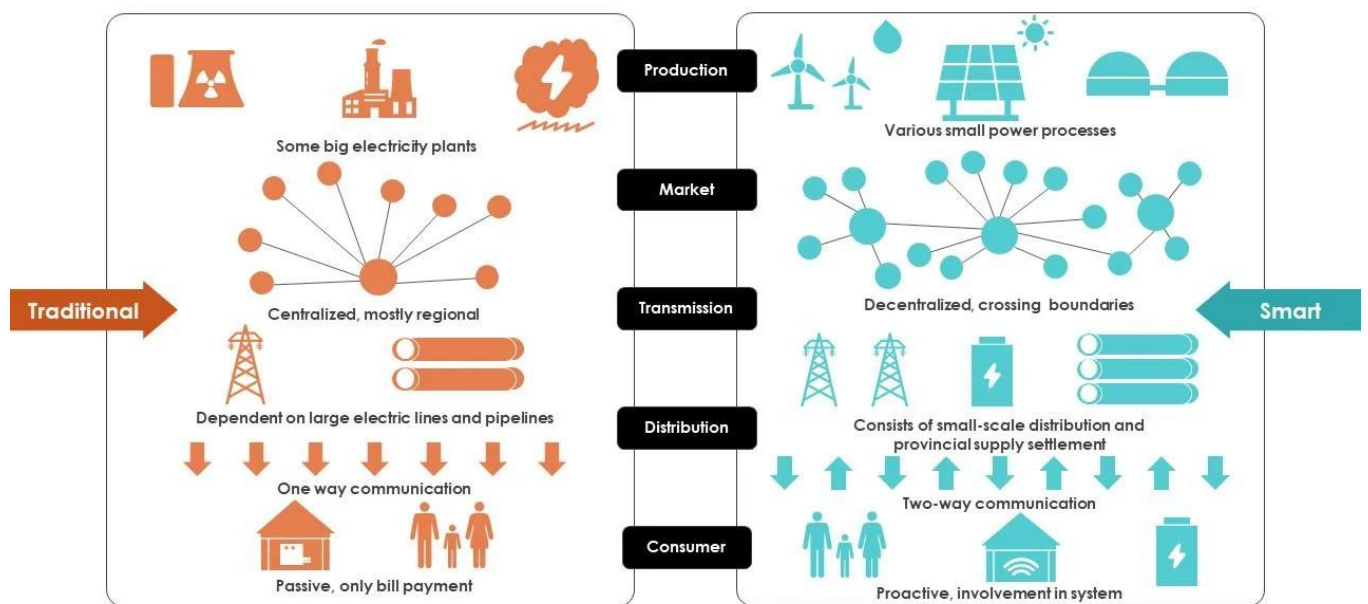 Production
Some big electricity plants
Various small power processes
Market
Traditional
Centralized, mostly regional
Transmission
Decentralized, crossing boundaries
Smart
Dependent on large electric lines and pipelines
Distribution
Consists of small-scale distribution and
provincial supply settlement
One way communication
Two-way communication
Consumer
Passive, only bill payment
Proactive, involvement in system